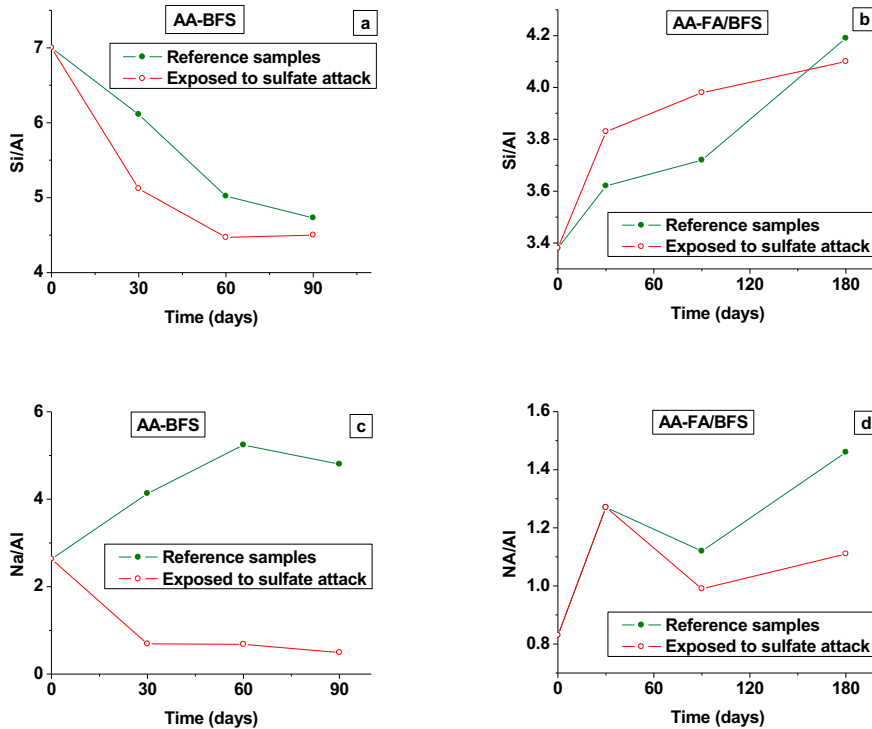 AA-BFS
a
Reference samples
Exposed to sulfate attack
Si/Al
7
6
5
4
0
30
60
90
Time (days)
AA-FA/BFS
b
Si/Al
4.2
4.0
3.8
3.6
3.4
Reference samples
Exposed to sulfate attack
0
60
120
180
Time (days)
AA-BFS
c
Na/Al
6
4
2
0
Reference samples
Exposed to sulfate attack
0
30
60
90
Time (days)
AA-FA/BFS
d
NA/Al
1.6
1.4
1.2
1.0
0.8
Reference samples
Exposed to sulfate attack
0
60
120
180
Time (days)